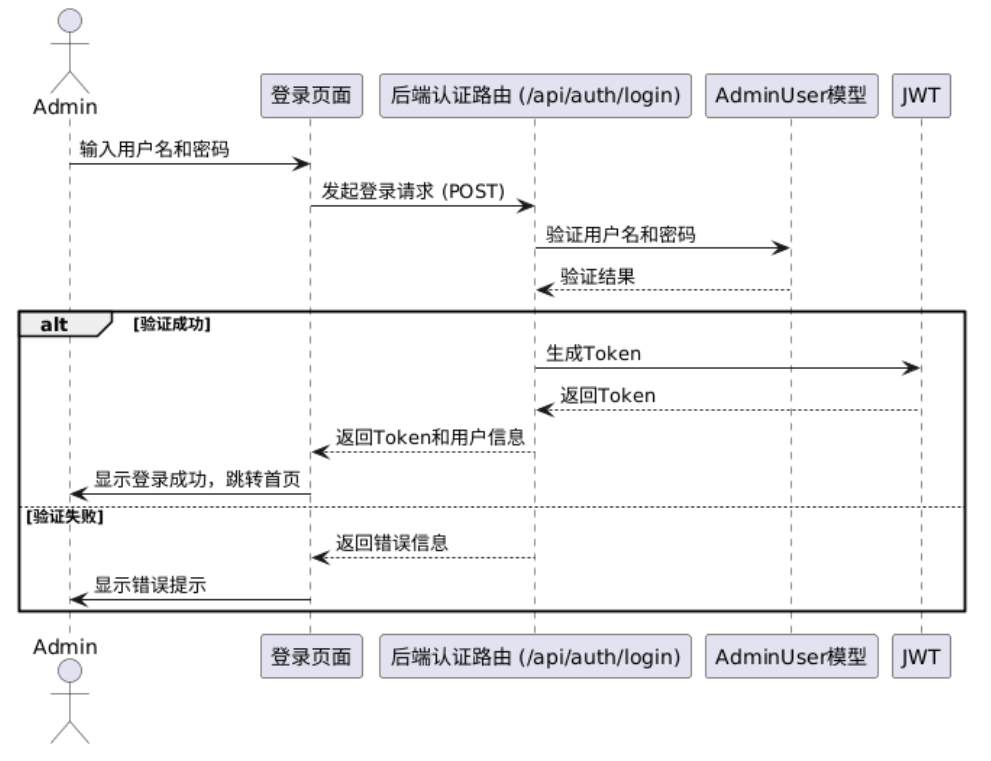 Admin
登录页面
后端认证路由 (/api/auth/login)
AdminUser模型
JWT
输入用户名和密码
发起登录请求 (POST)
验证用户名和密码
验证结果
alt
[验证成功]
生成Token
返回Token
返回Token和用户信息
显示登录成功，跳转首页
[验证失败]
返回错误信息
显示错误提示
Admin
登录页面
后端认证路由 (/api/auth/login)
AdminUser模型
JWT